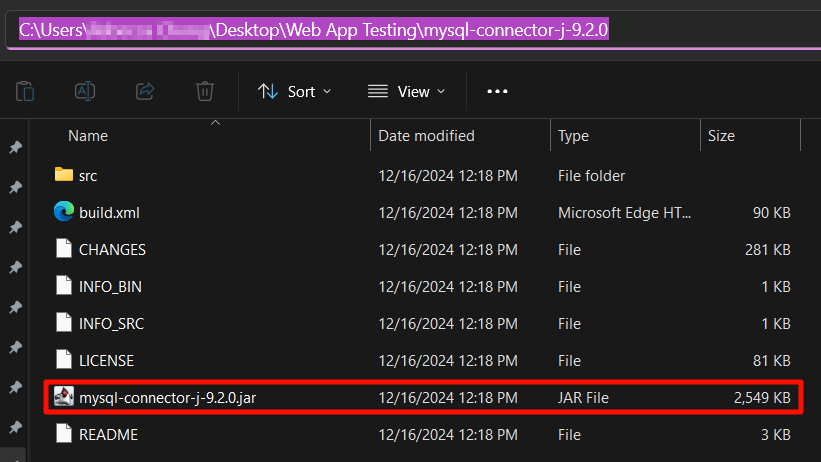 C:\Users\ \Desktop\Web App Testing\mysql-connector-j-9.2.0
Sort View
Name Date modified Type Size
src 12/16/2024 12:18 PM File folder
build.xml 12/16/2024 12:18 PM Microsoft Edge HT... 90 KB
CHANGES 12/16/2024 12:18 PM File 281 KB
INFO_BIN 12/16/2024 12:18 PM File 1 KB
INFO_SRC 12/16/2024 12:18 PM File 1 KB
LICENSE 12/16/2024 12:18 PM File 81 KB
mysql-connector-j-9.2.0.jar 12/16/2024 12:18 PM JAR File 2,549 KB
README 12/16/2024 12:18 PM File 3 KB